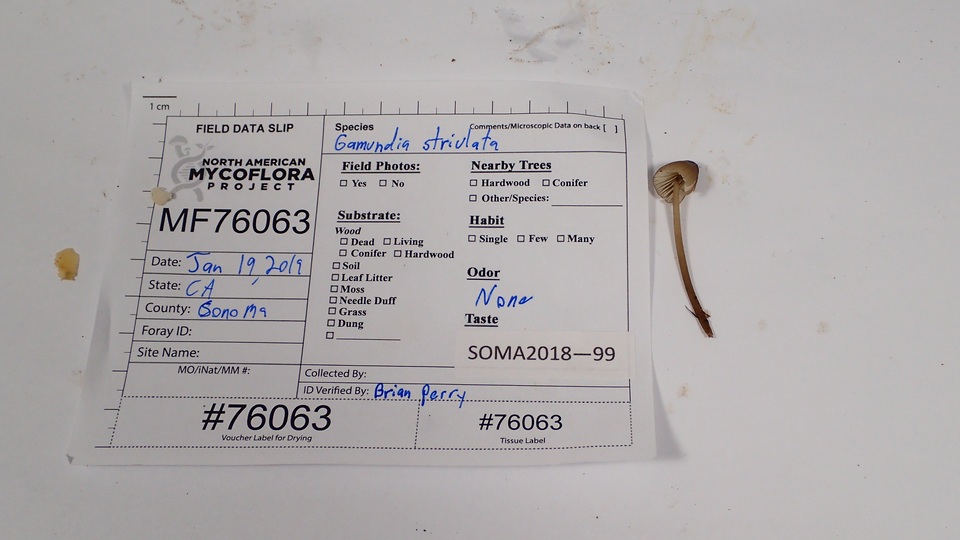 1 cm
FIELD DATA SLIP
NORTH AMERICAN
MYCOFLORA
PROJECT
MF76063
Date: Jan 19, 2019
State: CA
County: Sonoma
Foray ID:
Site Name:
MO/iNat/MM #:
Species
Comments/Microscopic Data on back [ ]
Gamundia striulata
Field Photos:
☐ Yes ☐ No
Substrate:
Wood
☐ Dead ☐ Living
☐ Conifer ☐ Hardwood
☐ Soil
☐ Leaf Litter
☐ Moss
☐ Needle Duff
☐ Grass
☐ Dung
☐
Nearby Trees
☐ Hardwood ☐ Conifer
☐ Other/Species:
Habit
☐ Single ☐ Few ☐ Many
Odor
None
Taste
SOMA2018—99
Collected By:
ID Verified By: Brian Perry
#76063
Voucher Label for Drying
#76063
Tissue Label